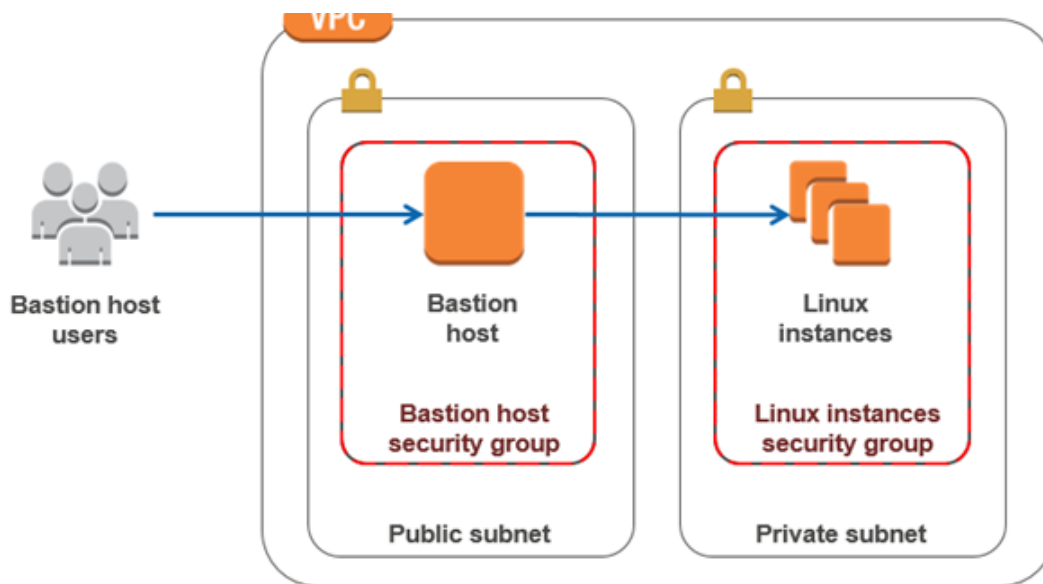 VPC
Bastion host
users
Bastion
host
Linux
instances
Bastion host
security group
Linux instances
security group
Public subnet
Private subnet